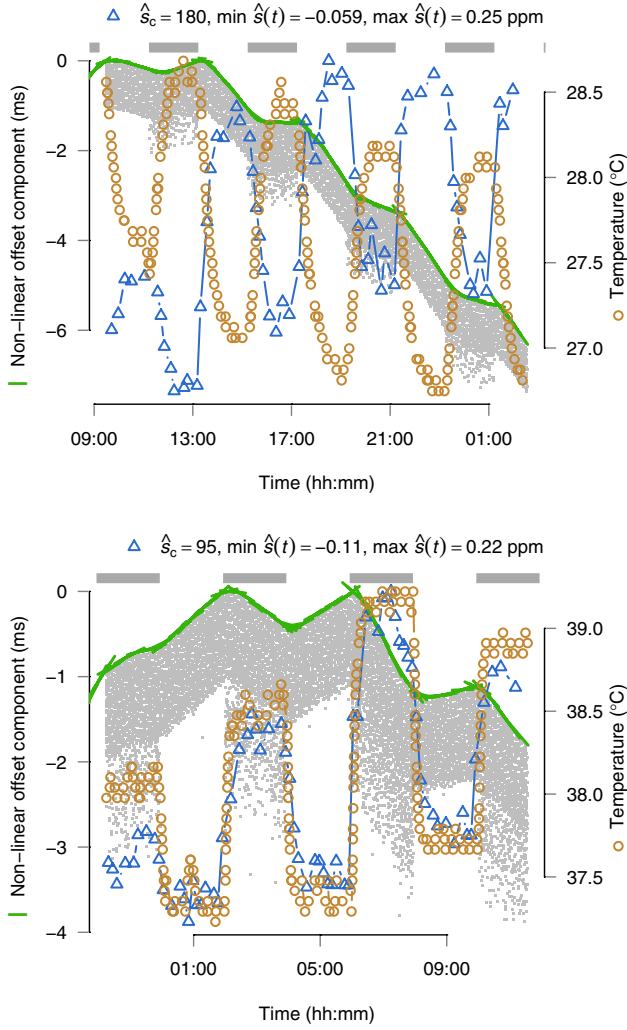 △ ŝc = 180, min ŝ(t) = −0.059, max ŝ(t) = 0.25 ppm
Non−linear offset component (ms)
0
−2
−4
−6
28.5
28.0
27.5
27.0
Temperature (°C)
09:00 13:00 17:00 21:00 01:00
Time (hh:mm)
△ ŝc = 95, min ŝ(t) = −0.11, max ŝ(t) = 0.22 ppm
Non−linear offset component (ms)
0
−1
−2
−3
−4
39.0
38.5
38.0
37.5
Temperature (°C)
01:00 05:00 09:00
Time (hh:mm)